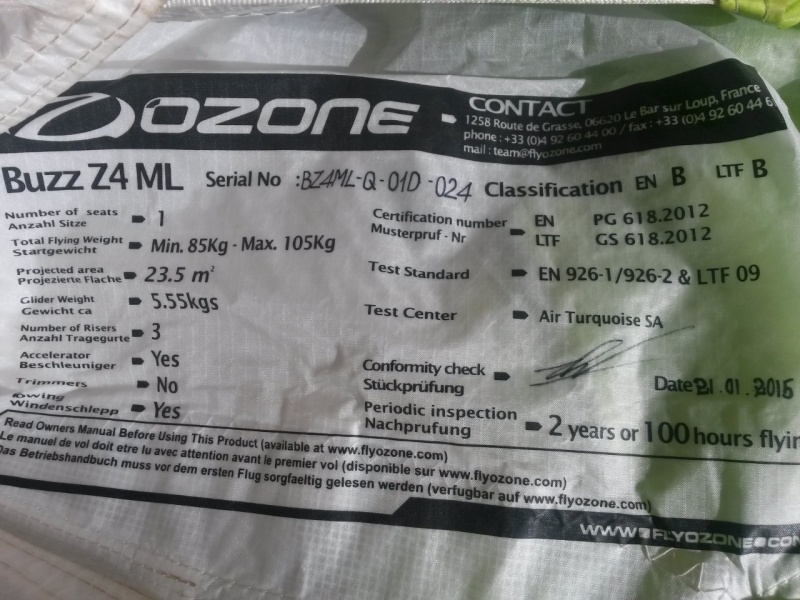 OZONE
CONTACT
1258 Route de Grasse, 06620 Le Bar sur Loup, France
phone : +33 (0)4 92 60 44 00 / fax : +33 (0)4 92 60 44 6
mail : team@flyozone.com
Buzz Z4 ML Serial No :BZ4ML-Q-01D-024 Classification EN B LTF B
Number of seats
Anzahl Sitze 1
Total Flying Weight
Startgewicht Min. 85Kg - Max. 105Kg
Projected area
Projezierte Flache 23.5 m²
Glider Weight
Gewicht ca 5.55kgs
Number of Risers
Anzahl Tragegurte 3
Accelerator
Beschleuniger Yes
Trimmers No
owing
Windenschlepp Yes
Certification number EN PG 618.2012
Musterpruf - Nr LTF GS 618.2012
Test Standard EN 926-1/926-2 & LTF 09
Test Center Air Turquoise SA
Conformity check
Stückprüfung Date 21.01.2015
Periodic inspection
Nachprufung 2 years or 100 hours flyin
Read Owners Manual Before Using This Product (available at www.flyozone.com)
Le manuel de vol doit etre lu avec attention avant le premier vol (disponible sur www.flyozone.com)
Das Betriebshandbuch muss vor dem ersten Flug sorgfaeltig gelesen werden (verfugbar auf www.flyozone.com)
WWW.FLYOZONE.COM